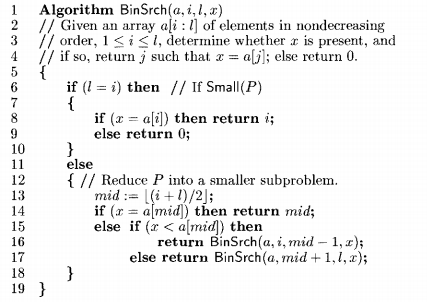 1 Algorithm BinSrch(a, i, l, x)
2 // Given an array a[i : l] of elements in nondecreasing
3 // order, 1 ≤ i ≤ l, determine whether x is present, and
4 // if so, return j such that x = a[j]; else return 0.
5 {
6 if (l = i) then // If Small(P)
7 {
8 if (x = a[i]) then return i;
9 else return 0;
10 }
11 else
12 { // Reduce P into a smaller subproblem.
13 mid := ⌊(i + l)/2⌋;
14 if (x = a[mid]) then return mid;
15 else if (x < a[mid]) then
16 return BinSrch(a, i, mid − 1, x);
17 else return BinSrch(a, mid + 1, l, x);
18 }
19 }